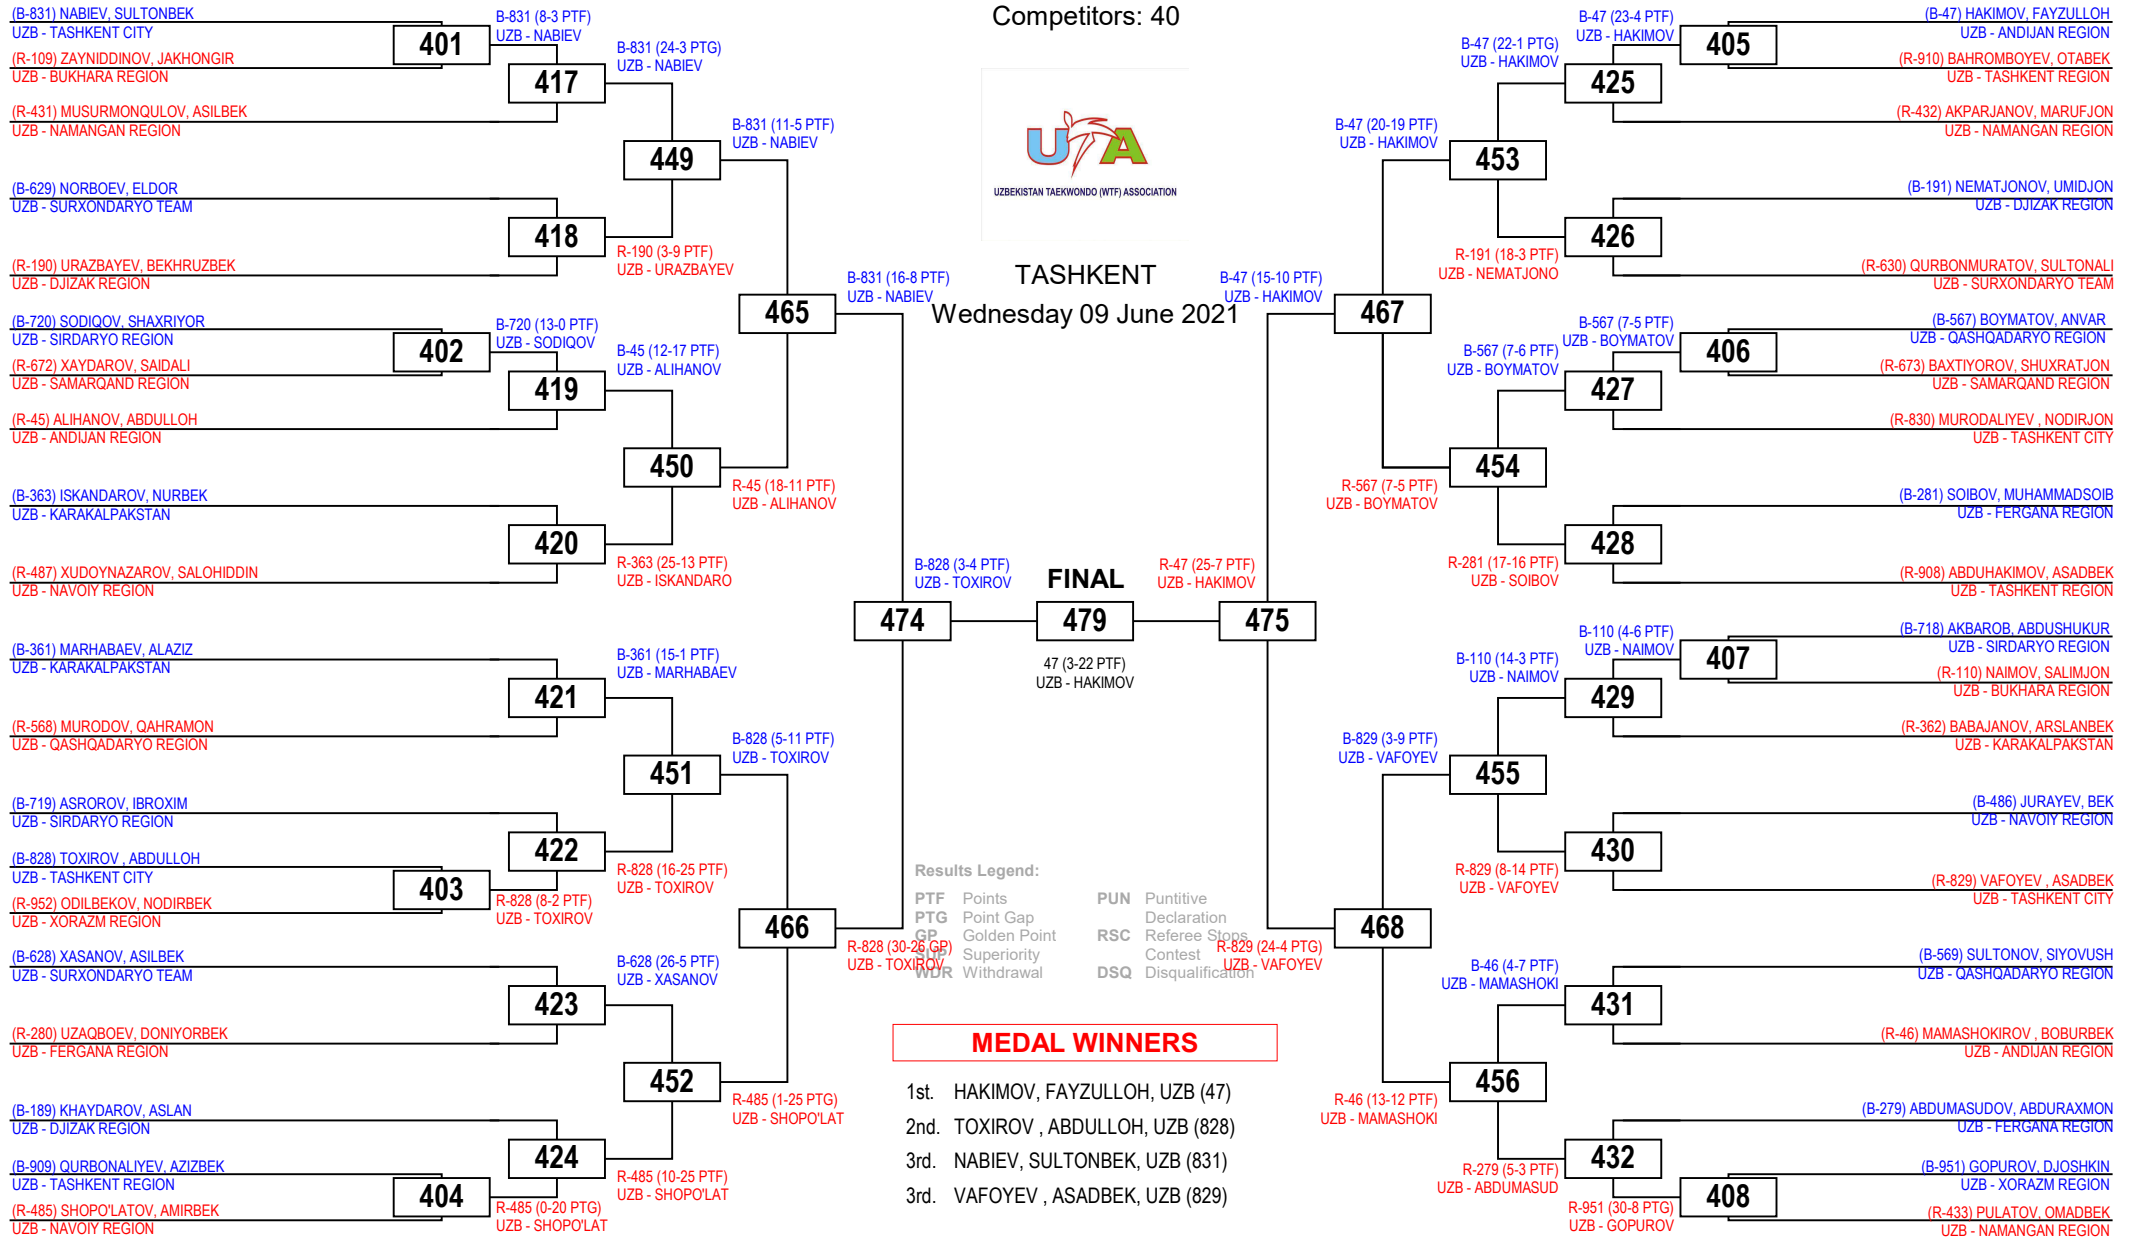 Competitors: 40
UTA
UZBEKISTAN TAEKWONDO (WTF) ASSOCIATION
TASHKENT
Wednesday 09 June 2021
(B-831) NABIEV, SULTONBEK
UZB - TASHKENT CITY
401
(R-109) ZAYNIDDINOV, JAKHONGIR
UZB - BUKHARA REGION
B-831 (8-3 PTF)
UZB - NABIEV
417
(R-431) MUSURMONQULOV, ASILBEK
UZB - NAMANGAN REGION
B-831 (24-3 PTG)
UZB - NABIEV
449
B-831 (11-5 PTF)
UZB - NABIEV
(B-629) NORBOEV, ELDOR
UZB - SURXONDARYO TEAM
418
(R-190) URAZBAYEV, BEKHRUZBEK
UZB - DJIZAK REGION
R-190 (3-9 PTF)
UZB - URAZBAYEV
465
B-831 (16-8 PTF)
UZB - NABIEV
(B-720) SODIQOV, SHAXRIYOR
UZB - SIRDARYO REGION
402
(R-672) XAYDAROV, SAIDALI
UZB - SAMARQAND REGION
B-720 (13-0 PTF)
UZB - SODIQOV
419
(R-45) ALIHANOV, ABDULLOH
UZB - ANDIJAN REGION
B-45 (12-17 PTF)
UZB - ALIHANOV
450
R-45 (18-11 PTF)
UZB - ALIHANOV
(B-363) ISKANDAROV, NURBEK
UZB - KARAKALPAKSTAN
420
(R-487) XUDOYNAZAROV, SALOHIDDIN
UZB - NAVOIY REGION
R-363 (25-13 PTF)
UZB - ISKANDARO
474
B-828 (3-4 PTF)
UZB - TOXIROV
(B-361) MARHABAEV, ALAZIZ
UZB - KARAKALPAKSTAN
421
(R-568) MURODOV, QAHRAMON
UZB - QASHQADARYO REGION
B-361 (15-1 PTF)
UZB - MARHABAEV
451
B-828 (5-11 PTF)
UZB - TOXIROV
(B-719) ASROROV, IBROXIM
UZB - SIRDARYO REGION
422
(B-828) TOXIROV , ABDULLOH
UZB - TASHKENT CITY
403
(R-952) ODILBEKOV, NODIRBEK
UZB - XORAZM REGION
R-828 (8-2 PTF)
UZB - TOXIROV
R-828 (16-25 PTF)
UZB - TOXIROV
466
R-828 (30-26 GP)
UZB - TOXIROV
(B-628) XASANOV, ASILBEK
UZB - SURXONDARYO TEAM
423
(R-280) UZAQBOEV, DONIYORBEK
UZB - FERGANA REGION
B-628 (26-5 PTF)
UZB - XASANOV
452
R-485 (1-25 PTG)
UZB - SHOPO'LAT
(B-189) KHAYDAROV, ASLAN
UZB - DJIZAK REGION
424
(B-909) QURBONALIYEV, AZIZBEK
UZB - TASHKENT REGION
404
(R-485) SHOPO'LATOV, AMIRBEK
UZB - NAVOIY REGION
R-485 (0-20 PTG)
UZB - SHOPO'LAT
R-485 (10-25 PTF)
UZB - SHOPO'LAT
FINAL
479
47 (3-22 PTF)
UZB - HAKIMOV
B-47 (23-4 PTF)
UZB - HAKIMOV
405
(B-47) HAKIMOV, FAYZULLOH
UZB - ANDIJAN REGION
(R-910) BAHROMBOYEV, OTABEK
UZB - TASHKENT REGION
B-47 (22-1 PTG)
UZB - HAKIMOV
425
(R-432) AKPARJANOV, MARUFJON
UZB - NAMANGAN REGION
B-47 (20-19 PTF)
UZB - HAKIMOV
453
(B-191) NEMATJONOV, UMIDJON
UZB - DJIZAK REGION
426
R-191 (18-3 PTF)
UZB - NEMATJONO
(R-630) QURBONMURATOV, SULTONALI
UZB - SURXONDARYO TEAM
B-47 (15-10 PTF)
UZB - HAKIMOV
467
B-567 (7-5 PTF)
UZB - BOYMATOV
406
(B-567) BOYMATOV, ANVAR
UZB - QASHQADARYO REGION
(R-673) BAXTIYOROV, SHUXRATJON
UZB - SAMARQAND REGION
B-567 (7-6 PTF)
UZB - BOYMATOV
427
(R-830) MURODALIYEV , NODIRJON
UZB - TASHKENT CITY
454
R-567 (7-5 PTF)
UZB - BOYMATOV
(B-281) SOIBOV, MUHAMMADSOIB
UZB - FERGANA REGION
428
R-281 (17-16 PTF)
UZB - SOIBOV
(R-908) ABDUHAKIMOV, ASADBEK
UZB - TASHKENT REGION
R-47 (25-7 PTF)
UZB - HAKIMOV
475
B-110 (4-6 PTF)
UZB - NAIMOV
407
(B-718) AKBAROB, ABDUSHUKUR
UZB - SIRDARYO REGION
(R-110) NAIMOV, SALIMJON
UZB - BUKHARA REGION
B-110 (14-3 PTF)
UZB - NAIMOV
429
(R-362) BABAJANOV, ARSLANBEK
UZB - KARAKALPAKSTAN
B-829 (3-9 PTF)
UZB - VAFOYEV
455
(B-486) JURAYEV, BEK
UZB - NAVOIY REGION
430
R-829 (8-14 PTF)
UZB - VAFOYEV
(R-829) VAFOYEV , ASADBEK
UZB - TASHKENT CITY
468
R-829 (24-4 PTG)
UZB - VAFOYEV
(B-569) SULTONOV, SIYOVUSH
UZB - QASHQADARYO REGION
B-46 (4-7 PTF)
UZB - MAMASHOKI
431
(R-46) MAMASHOKIROV , BOBURBEK
UZB - ANDIJAN REGION
456
R-46 (13-12 PTF)
UZB - MAMASHOKI
(B-279) ABDUMASUDOV, ABDURAXMON
UZB - FERGANA REGION
432
R-279 (5-3 PTF)
UZB - ABDUMASUD
(B-951) GOPUROV, DJOSHKIN
UZB - XORAZM REGION
408
R-951 (30-8 PTG)
UZB - GOPUROV
(R-433) PULATOV, OMADBEK
UZB - NAMANGAN REGION
Results Legend:
PTF Points PUN Puntitive
PTG Point Gap Declaration
GP Golden Point RSC Referee Stops
SUP Superiority Contest
WDR Withdrawal DSQ Disqualification
MEDAL WINNERS
1st. HAKIMOV, FAYZULLOH, UZB (47)
2nd. TOXIROV , ABDULLOH, UZB (828)
3rd. NABIEV, SULTONBEK, UZB (831)
3rd. VAFOYEV , ASADBEK, UZB (829)